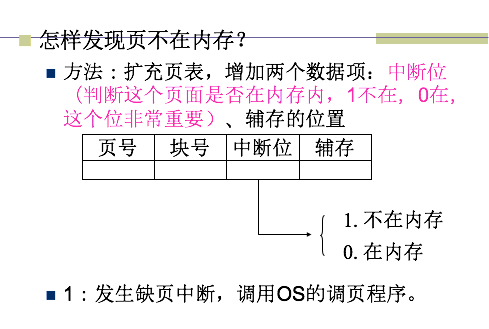 怎样发现页不在内存？
方法：扩充页表，增加两个数据项：中断位
（判断这个页面是否在内存内，1不在，0在，
这个位非常重要）、辅存的位置
页号 块号 中断位 辅存
1. 不在内存
0. 在内存
1：发生缺页中断，调用OS的调页程序。